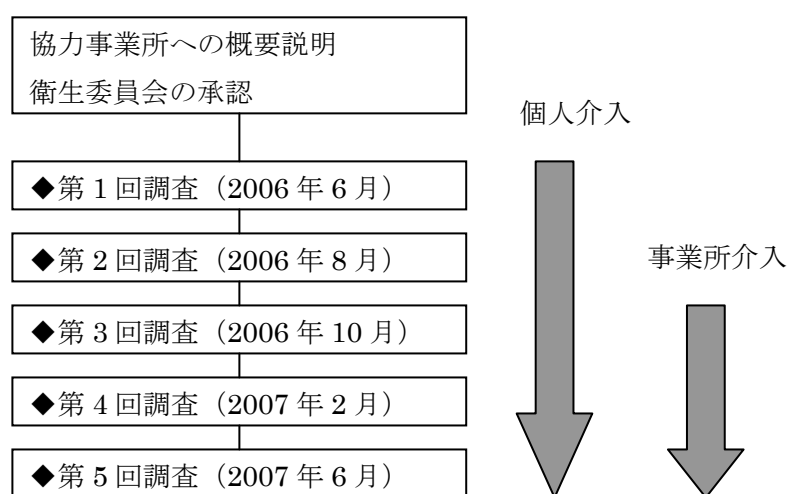 協力事業所への概要説明
衛生委員会の承認
個人介入
◆第 1 回調査（2006 年 6 月）
◆第 2 回調査（2006 年 8 月）
事業所介入
◆第 3 回調査（2006 年 10 月）
◆第 4 回調査（2007 年 2 月）
◆第 5 回調査（2007 年 6 月）